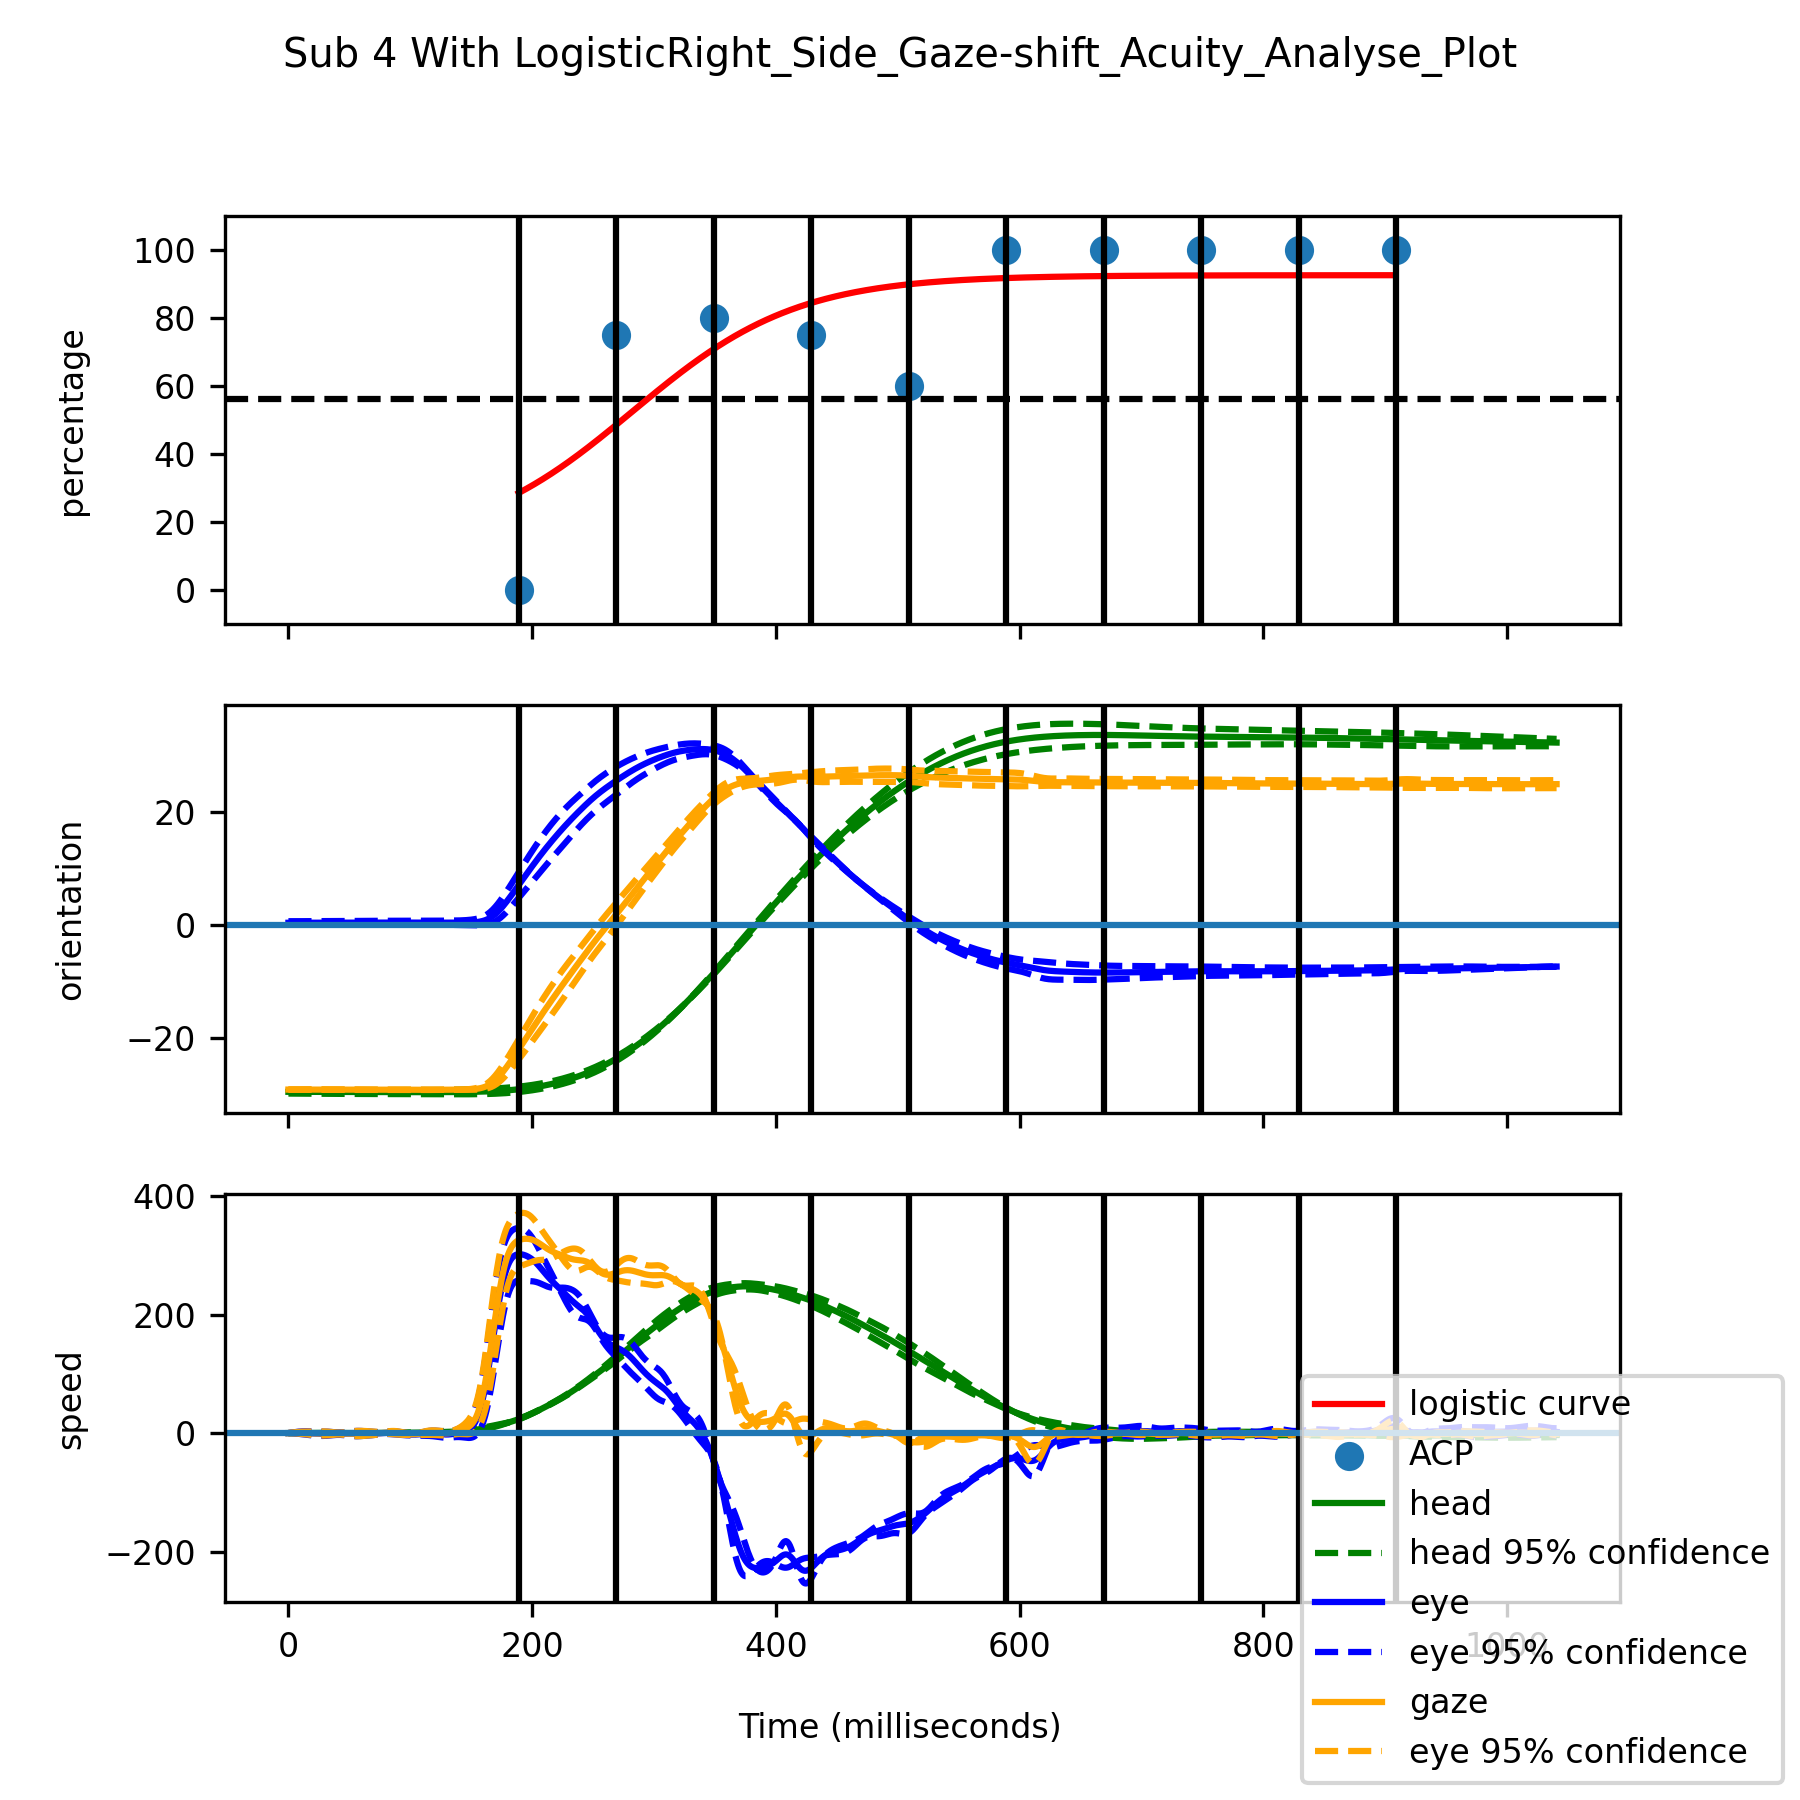 Sub 4 With LogisticRight_Side_Gaze-shift_Acuity_Analyse_Plot
percentage
100
80
60
40
20
0
orientation
20
0
−20
speed
400
200
0
−200
0
200
400
600
800
1000
Time (milliseconds)
logistic curve
ACP
head
head 95% confidence
eye
eye 95% confidence
gaze
eye 95% confidence